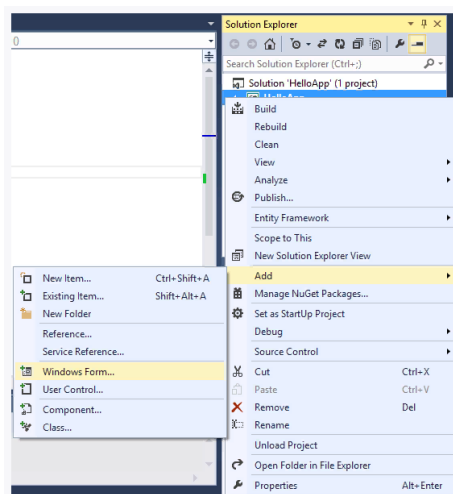 Solution Explorer
()
Search Solution Explorer (Ctrl+;)
Solution 'HelloApp' (1 project)
HelloApp
Build
Rebuild
Clean
View
Analyze
Publish...
Entity Framework
Scope to This
New Solution Explorer View
Add
Manage NuGet Packages...
Set as StartUp Project
Debug
Source Control
Cut Ctrl+X
Paste Ctrl+V
Remove Del
Rename
Unload Project
Open Folder in File Explorer
Properties Alt+Enter
New Item... Ctrl+Shift+A
Existing Item... Shift+Alt+A
New Folder
Reference...
Service Reference...
Windows Form...
User Control...
Component...
Class...